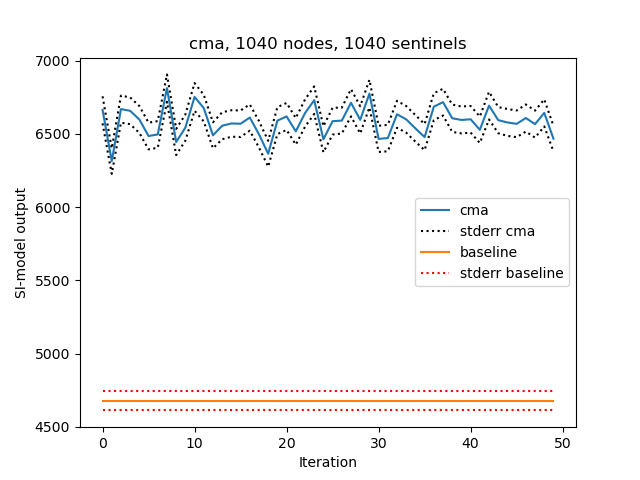 cma, 1040 nodes, 1040 sentinels
7000
6500
6000
5500
5000
4500
SI-model output
cma
stderr cma
baseline
stderr baseline
0
10
20
30
40
50
Iteration